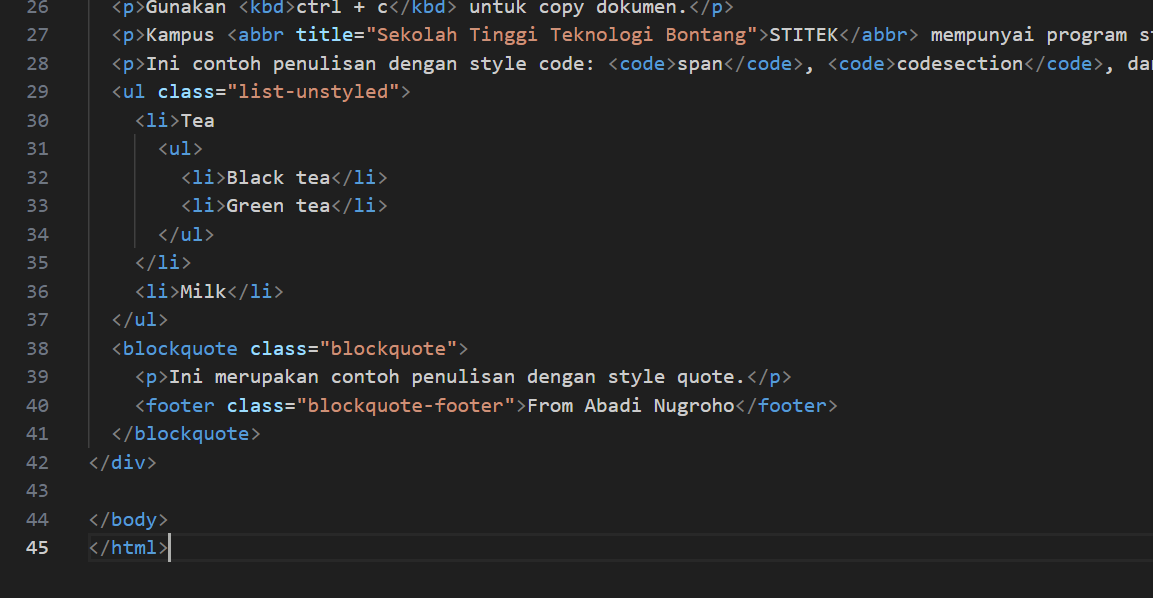 26 <p>Gunakan <kbd>ctrl + c</kbd> untuk copy dokumen.</p>
27 <p>Kampus <abbr title="Sekolah Tinggi Teknologi Bontang">STITEK</abbr> mempunyai program
28 <p>Ini contoh penulisan dengan style code: <code>span</code>, <code>codesection</code>,
29 <ul class="list-unstyled">
30 <li>Tea
31 <ul>
32 <li>Black tea</li>
33 <li>Green tea</li>
34 </ul>
35 </li>
36 <li>Milk</li>
37 </ul>
38 <blockquote class="blockquote">
39 <p>Ini merupakan contoh penulisan dengan style quote.</p>
40 <footer class="blockquote-footer">From Abadi Nugroho</footer>
41 </blockquote>
42 </div>
43
44 </body>
45 </html>